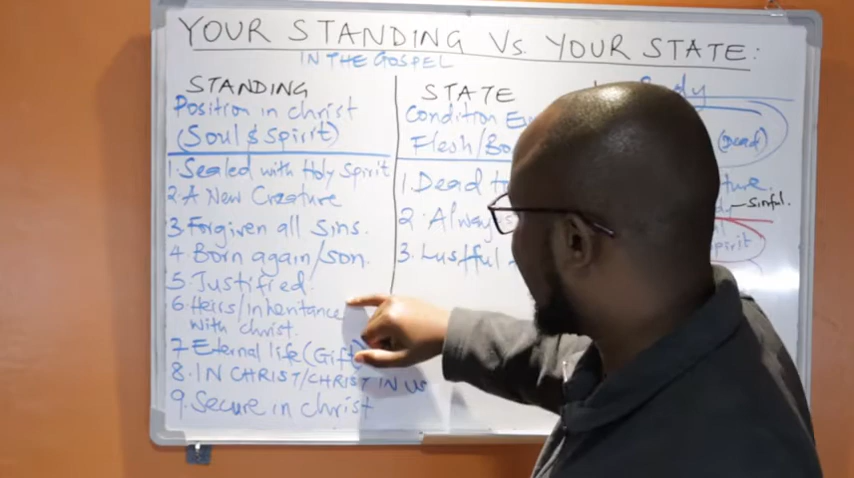 YOUR STANDING Vs. YOUR STATE:
IN THE GOSPEL
STANDING
Position in christ
(Soul & Spirit)
1. Sealed with Holy Spirit
2. A New Creature
3 Forgiven all Sins.
4. Born again/son.
5. Justified.
6. Heirs/inheritance
with christ.
7 Eternal life (Gift)
8. IN CHRIST/CHRIST IN US
9. Secure in christ
STATE
Condition
Flesh/
1. Dead
2. Always
3. Lustful
(Dead)
Sinful.